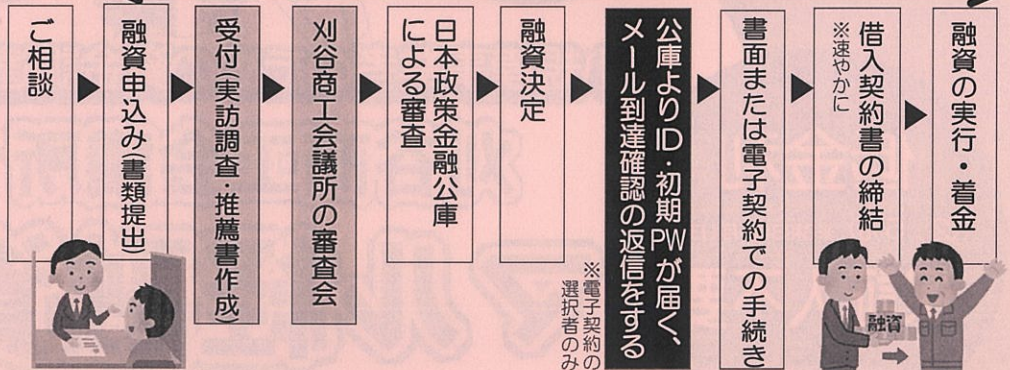 ご相談
融資申込み(書類提出)
受付(実訪調査・推薦書作成)
刈谷商工会議所の審査会
日本政策金融公庫
による審査
融資決定
公庫よりID・初期PWが届く、
メール到達確認の返信をする
※電子契約の
選択者のみ
書面または電子契約での手続き
借入契約書の締結
※速やかに
融資の実行・着金
融資